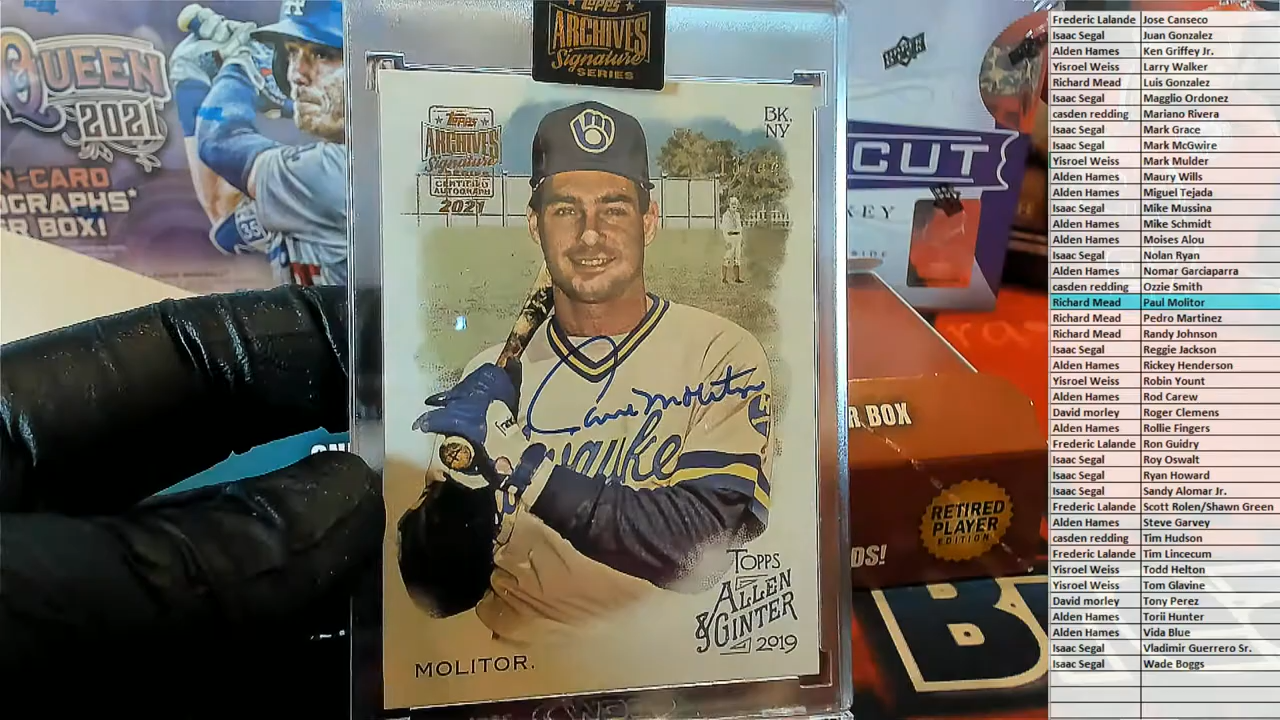 QUEEN
2021
N-CARD
OGRAPHS*
R BOX!
TOPPS
ARCHIVES
Signature
SERIES
Topps
ARCHIVES
Signature
SERIES
CERTIFIED
AUTOGRAPH
2021
BK.
NY
Paul Molitor
waukee
TOPPS
ALLEN
& GINTER
2019
MOLITOR.
UPPER DECK
CUT
KEY
R BOX
RETIRED
PLAYER
EDITION
DS!
B
Frederic Lalande Jose Canseco
Isaac Segal Juan Gonzalez
Alden Hames Ken Griffey Jr.
Yisroel Weiss Larry Walker
Richard Mead Luis Gonzalez
Isaac Segal Magglio Ordonez
casden redding Mariano Rivera
Isaac Segal Mark Grace
Isaac Segal Mark McGwire
Yisroel Weiss Mark Mulder
Alden Hames Maury Wills
Alden Hames Miguel Tejada
Isaac Segal Mike Mussina
Alden Hames Mike Schmidt
Alden Hames Moises Alou
Isaac Segal Nolan Ryan
Alden Hames Nomar Garciaparra
casden redding Ozzie Smith
Richard Mead Paul Molitor
Richard Mead Pedro Martinez
Richard Mead Randy Johnson
Isaac Segal Reggie Jackson
Alden Hames Rickey Henderson
Yisroel Weiss Robin Yount
Alden Hames Rod Carew
David morley Roger Clemens
Alden Hames Rollie Fingers
Frederic Lalande Ron Guidry
Isaac Segal Roy Oswalt
Isaac Segal Ryan Howard
Isaac Segal Sandy Alomar Jr.
Frederic Lalande Scott Rolen/Shawn Green
Alden Hames Steve Garvey
casden redding Tim Hudson
Frederic Lalande Tim Lincecum
Yisroel Weiss Todd Helton
Yisroel Weiss Tom Glavine
David morley Tony Perez
Alden Hames Torii Hunter
Alden Hames Vida Blue
Isaac Segal Vladimir Guerrero Sr.
Isaac Segal Wade Boggs